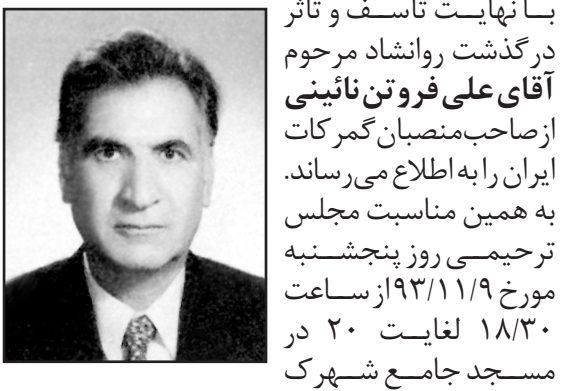 با نهایت تاسف و تاثر
درگذشت روانشاد مرحوم
آقای علی فروتن نائینی
از صاحب‌منصبان گمرکات
ایران را به اطلاع می‌رساند.
به همین مناسبت مجلس
ترحیمی روز پنجشنبه
مورخ ۹۳/۱۱/۹ از ساعت
۱۸/۳۰ لغایت ۲۰ در
مسجد جامع شهرک